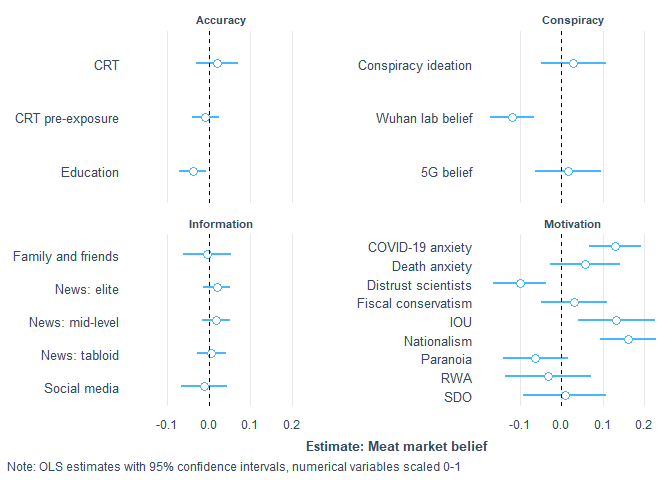 Accuracy
CRT
CRT pre-exposure
Education
Conspiracy
Conspiracy ideation
Wuhan lab belief
5G belief
Information
Family and friends
News: elite
News: mid-level
News: tabloid
Social media
-0.1 0.0 0.1 0.2
Motivation
COVID-19 anxiety
Death anxiety
Distrust scientists
Fiscal conservatism
IOU
Nationalism
Paranoia
RWA
SDO
-0.1 0.0 0.1 0.2
Estimate: Meat market belief
Note: OLS estimates with 95% confidence intervals, numerical variables scaled 0-1